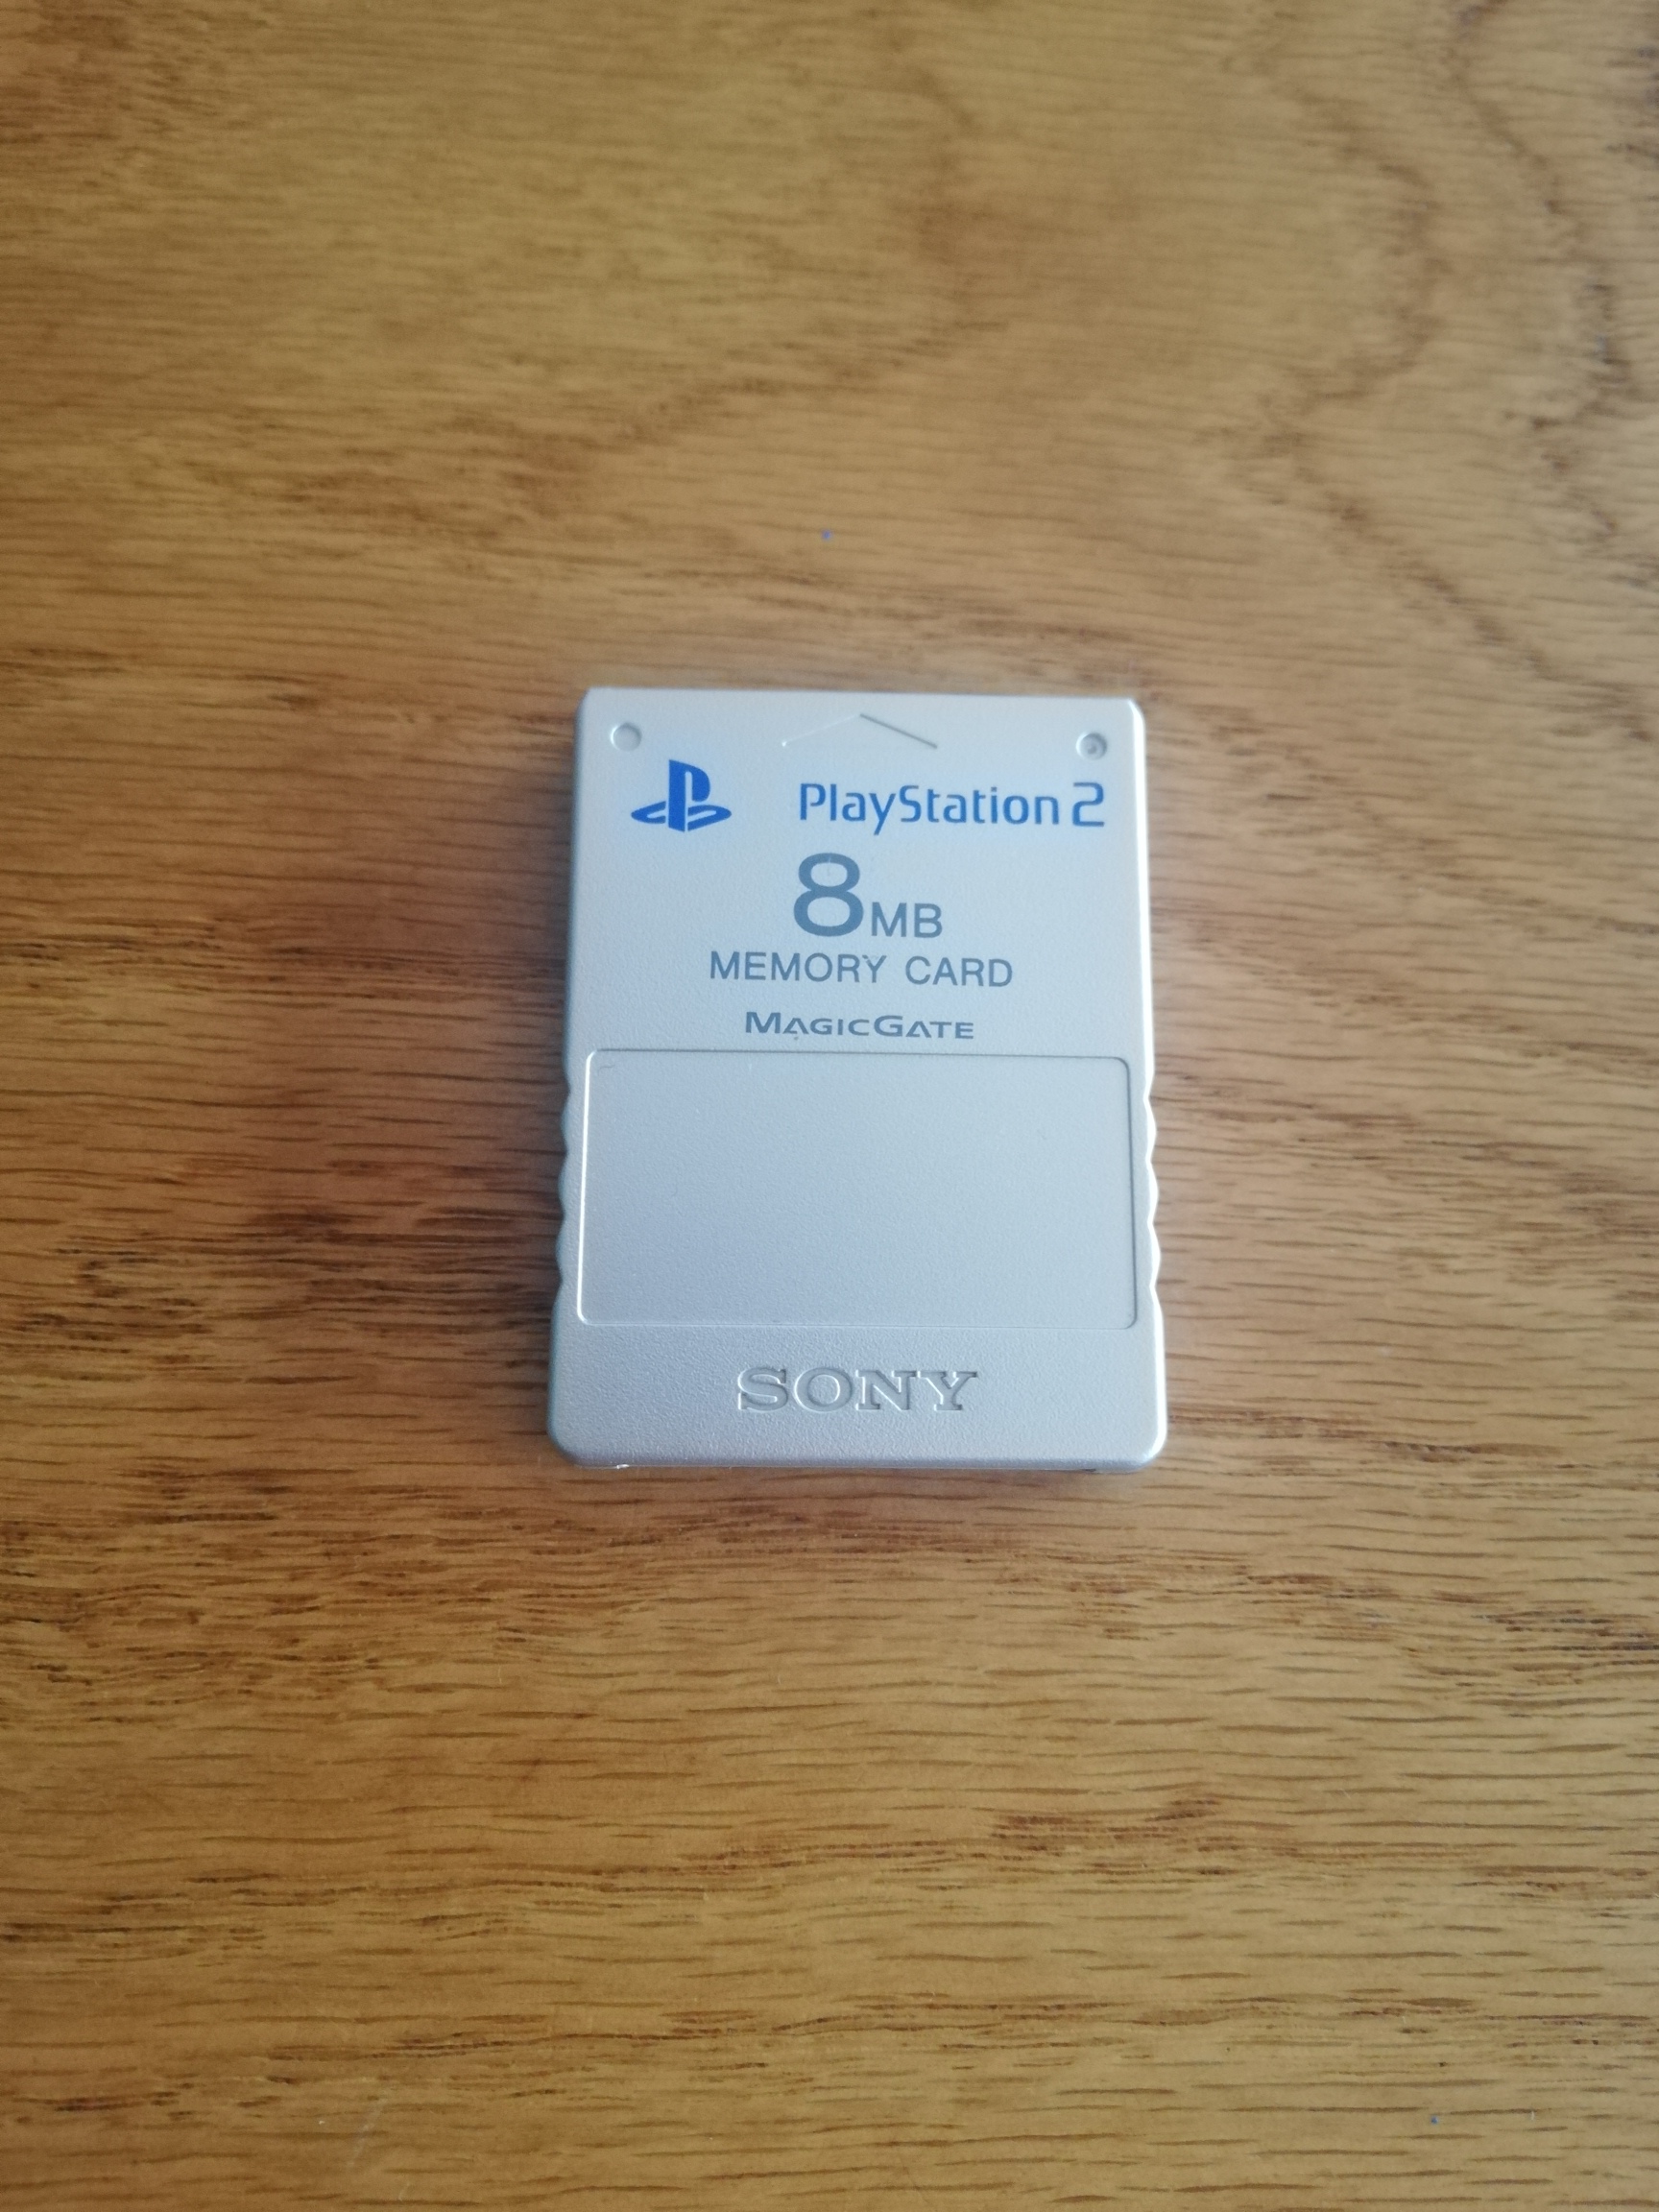 PlayStation 2
8MB
MEMORY CARD
MAGICGATE
SONY